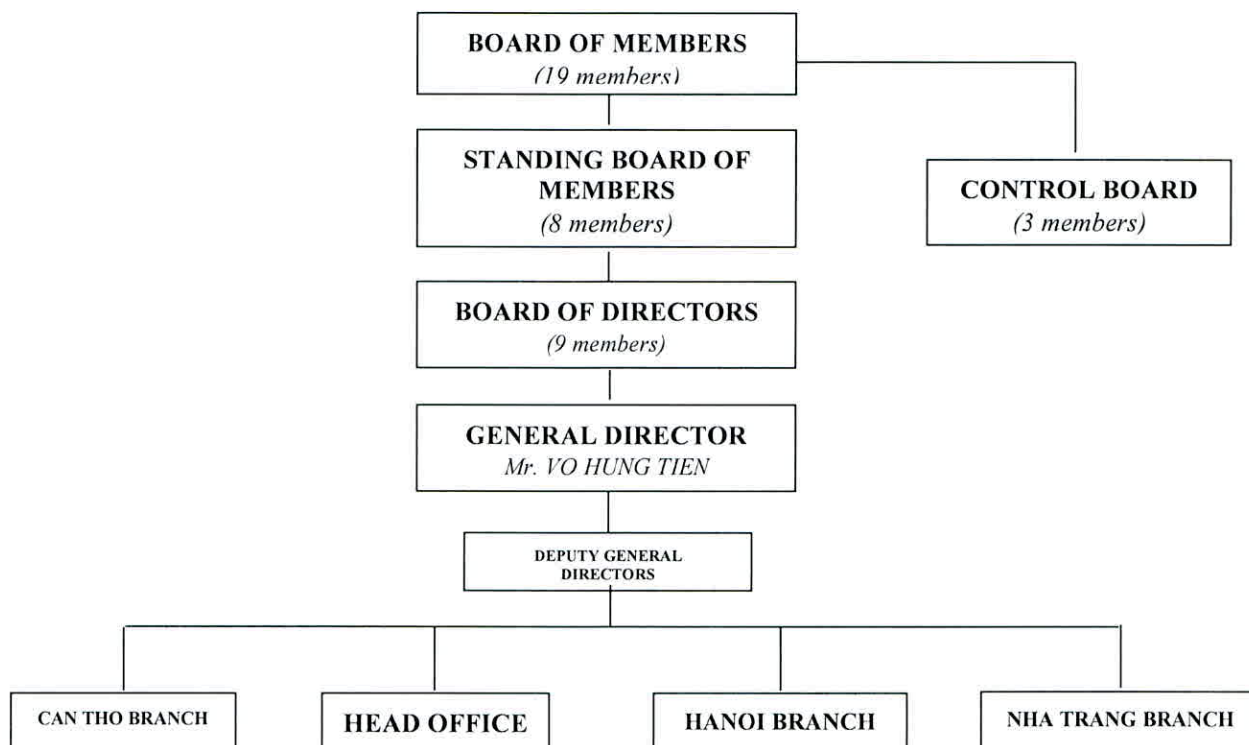 BOARD OF MEMBERS
(19 members)
STANDING BOARD OF
MEMBERS
(8 members)
CONTROL BOARD
(3 members)
BOARD OF DIRECTORS
(9 members)
GENERAL DIRECTOR
Mr. VO HUNG TIEN
DEPUTY GENERAL
DIRECTORS
CAN THO BRANCH
HEAD OFFICE
HANOI BRANCH
NHA TRANG BRANCH